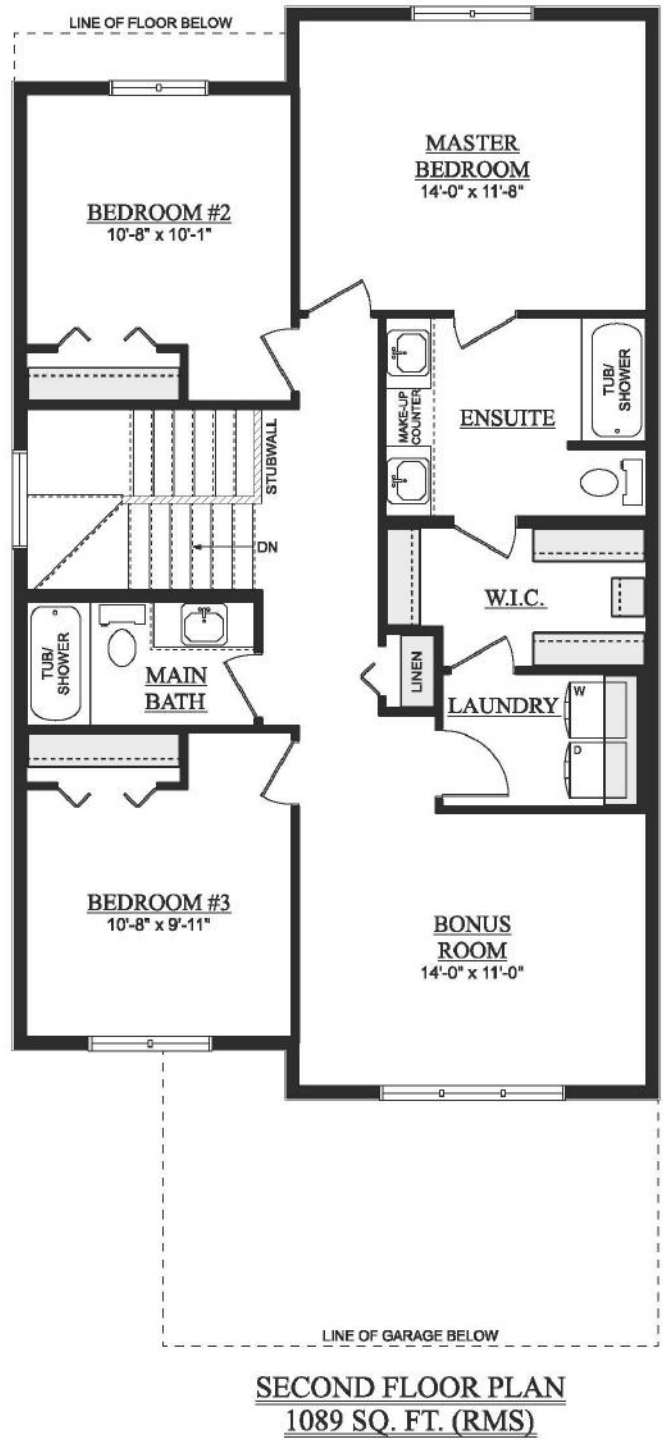 LINE OF FLOOR BELOW
MASTER
BEDROOM
14'-0" x 11'-8"
BEDROOM #2
10'-8" x 10'-1"
TUB/
SHOWER
MAKE-UP
COUNTER
ENSUITE
STUBWALL
DN
W.I.C.
TUB/
SHOWER
MAIN
BATH
LINEN
LAUNDRY
W
D
BEDROOM #3
10'-8" x 9'-11"
BONUS
ROOM
14'-0" x 11'-0"
LINE OF GARAGE BELOW
SECOND FLOOR PLAN
1089 SQ. FT. (RMS)